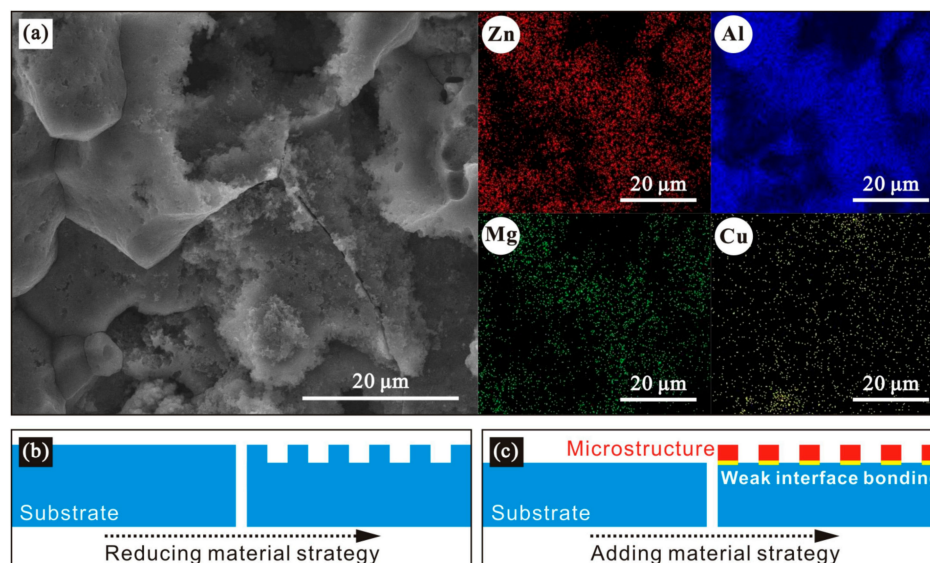 (a)
Zn
Al
20 μm
20 μm
Mg
Cu
20 μm
20 μm
20 μm
(b)
Substrate
Reducing material strategy
(c)
Microstructure
Weak interface bonding
Substrate
Adding material strategy